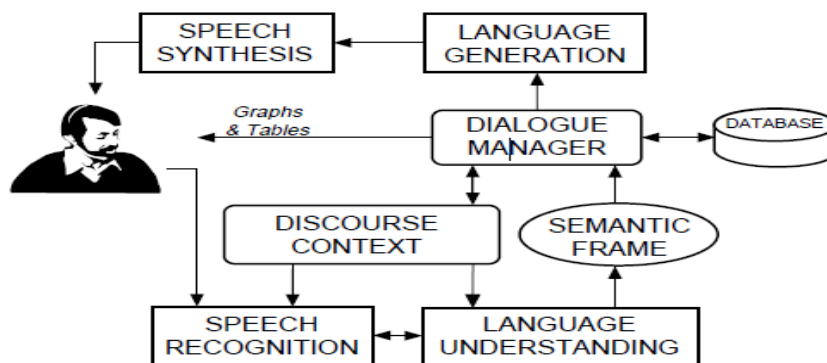 SPEECH
SYNTHESIS
LANGUAGE
GENERATION
Graphs
& Tables
DIALOGUE
MANAGER
DATABASE
DISCOURSE
CONTEXT
SEMANTIC
FRAME
SPEECH
RECOGNITION
LANGUAGE
UNDERSTANDING